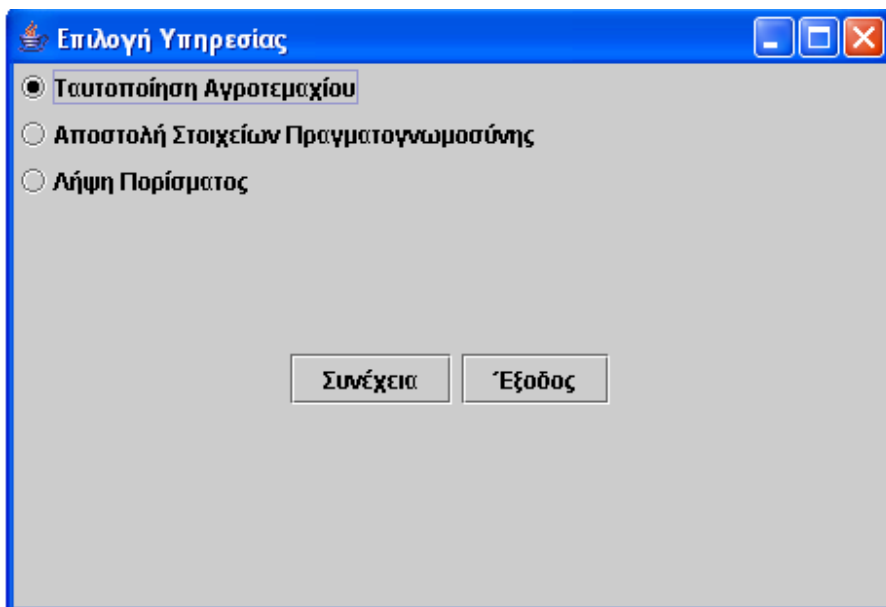 Επιλογή Υπηρεσίας
Ταυτοποίηση Αγροτεμαχίου
Αποστολή Στοιχείων Πραγματογνωμοσύνης
Λήψη Πορίσματος
Συνέχεια Έξοδος